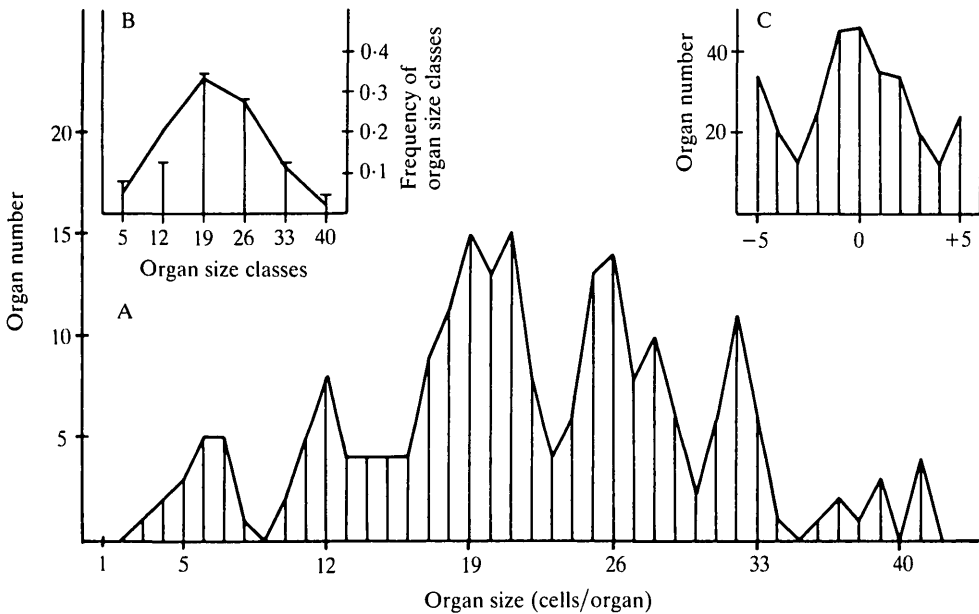 B
0·4
0·3
0·2
0·1
Frequency of
organ size classes
5 12 19 26 33 40
Organ size classes
C
Organ number
40
20
−5 0 +5
A
Organ number
20
15
10
5
1 5 12 19 26 33 40
Organ size (cells/organ)